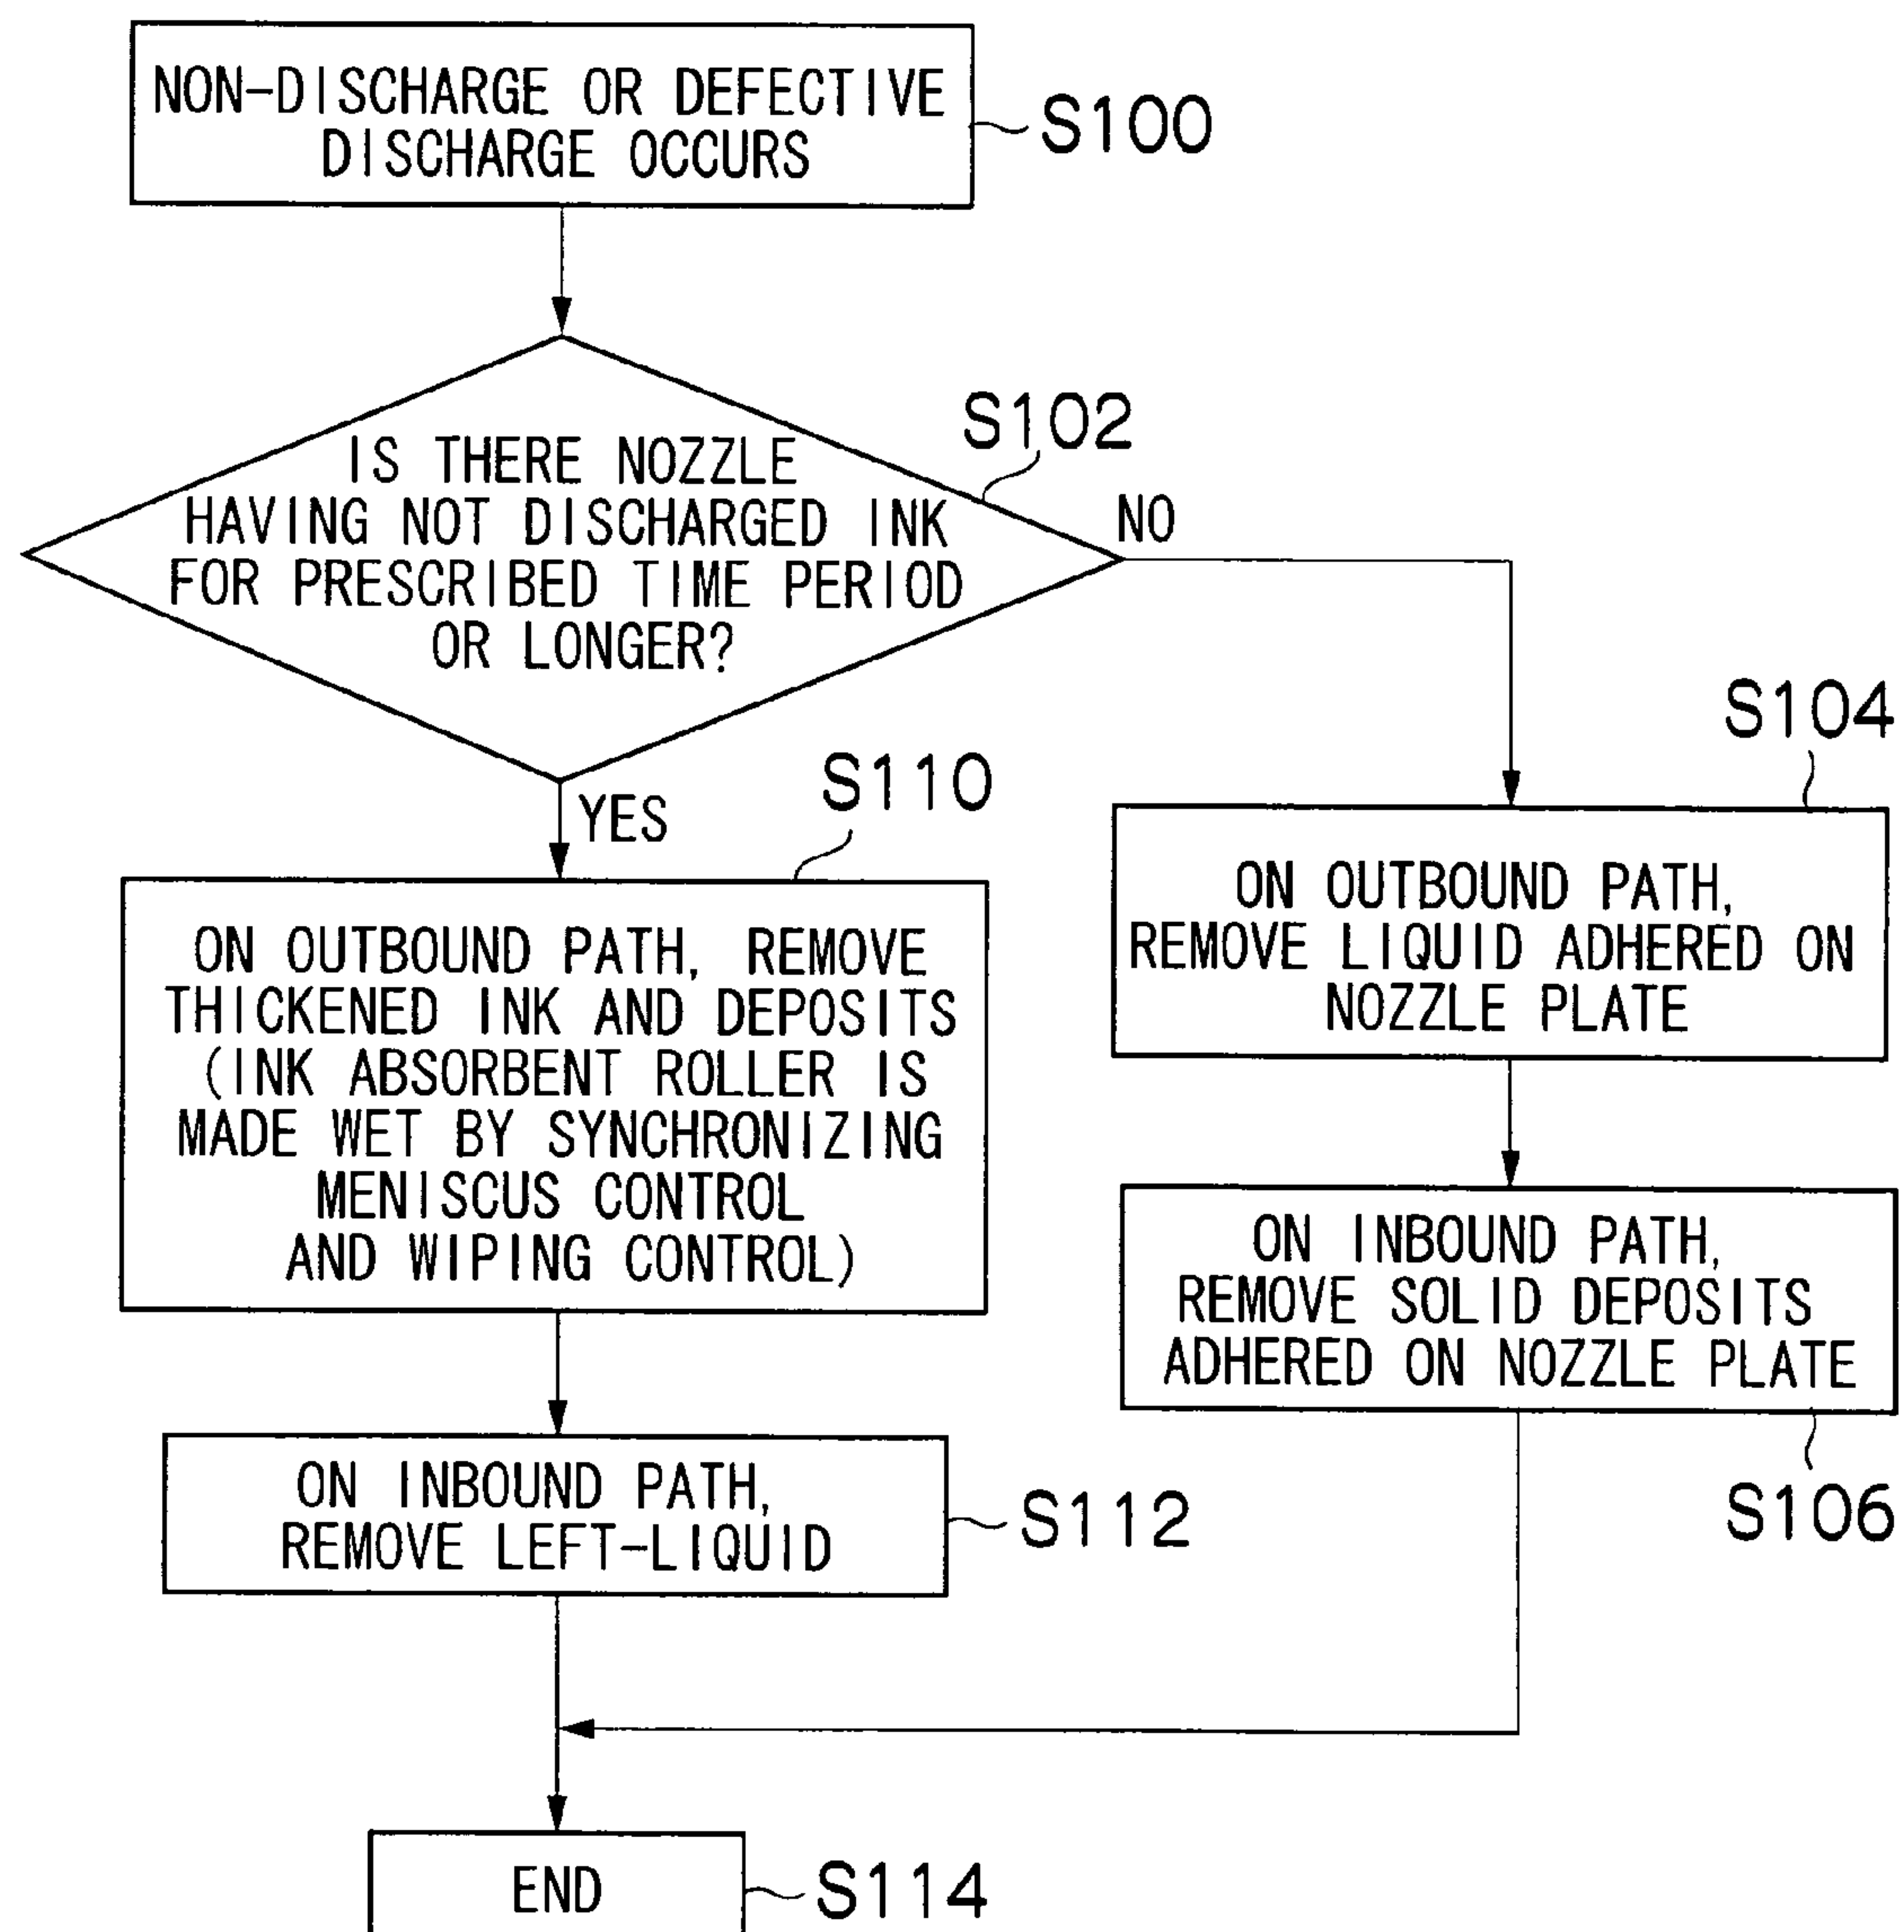 NON-DISCHARGE OR DEFECTIVE
DISCHARGE OCCURS
S100
S102
IS THERE NOZZLE
HAVING NOT DISCHARGED INK
FOR PRESCRIBED TIME PERIOD
OR LONGER?
NO
YES
S104
ON OUTBOUND PATH,
REMOVE LIQUID ADHERED ON
NOZZLE PLATE
S110
ON OUTBOUND PATH, REMOVE
THICKENED INK AND DEPOSITS
(INK ABSORBENT ROLLER IS
MADE WET BY SYNCHRONIZING
MENISCUS CONTROL
AND WIPING CONTROL)
ON INBOUND PATH,
REMOVE SOLID DEPOSITS
ADHERED ON NOZZLE PLATE
S106
ON INBOUND PATH,
REMOVE LEFT-LIQUID
S112
END
S114